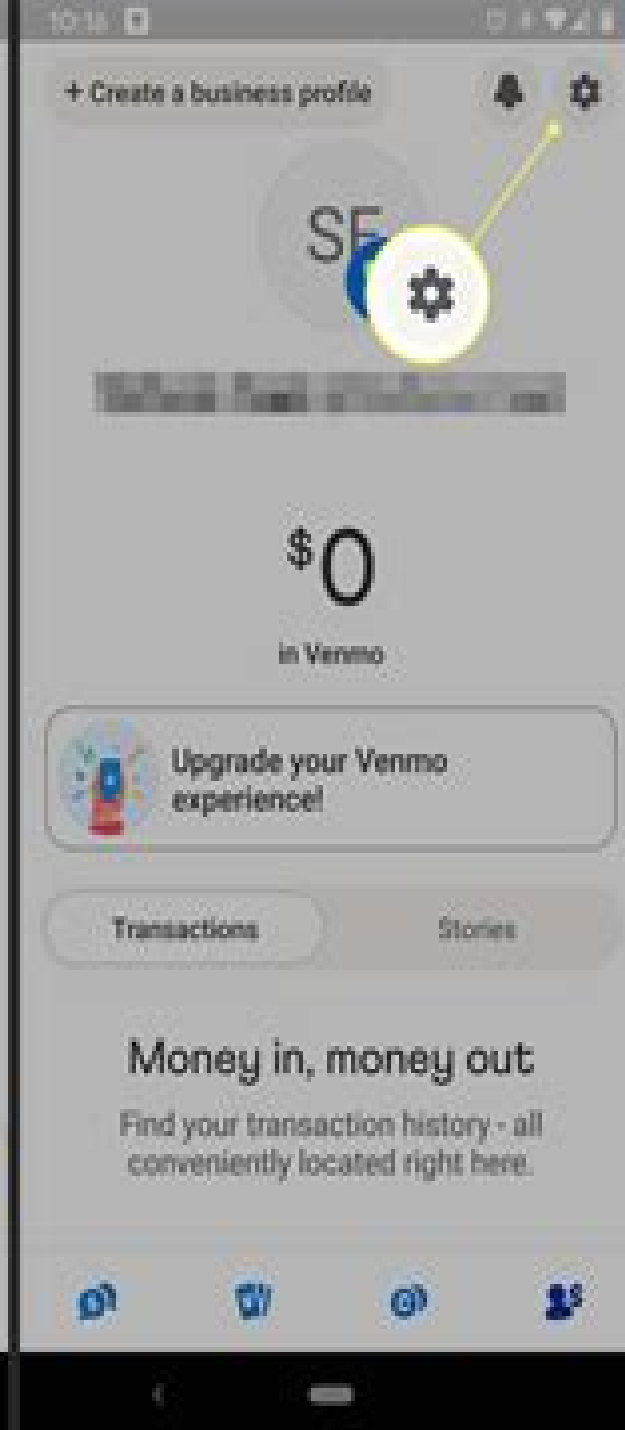 10:16
+ Create a business profile
SF
$0
in Venmo
Upgrade your Venmo
experience!
Transactions
Stories
Money in, money out
Find your transaction history - all
conveniently located right here.